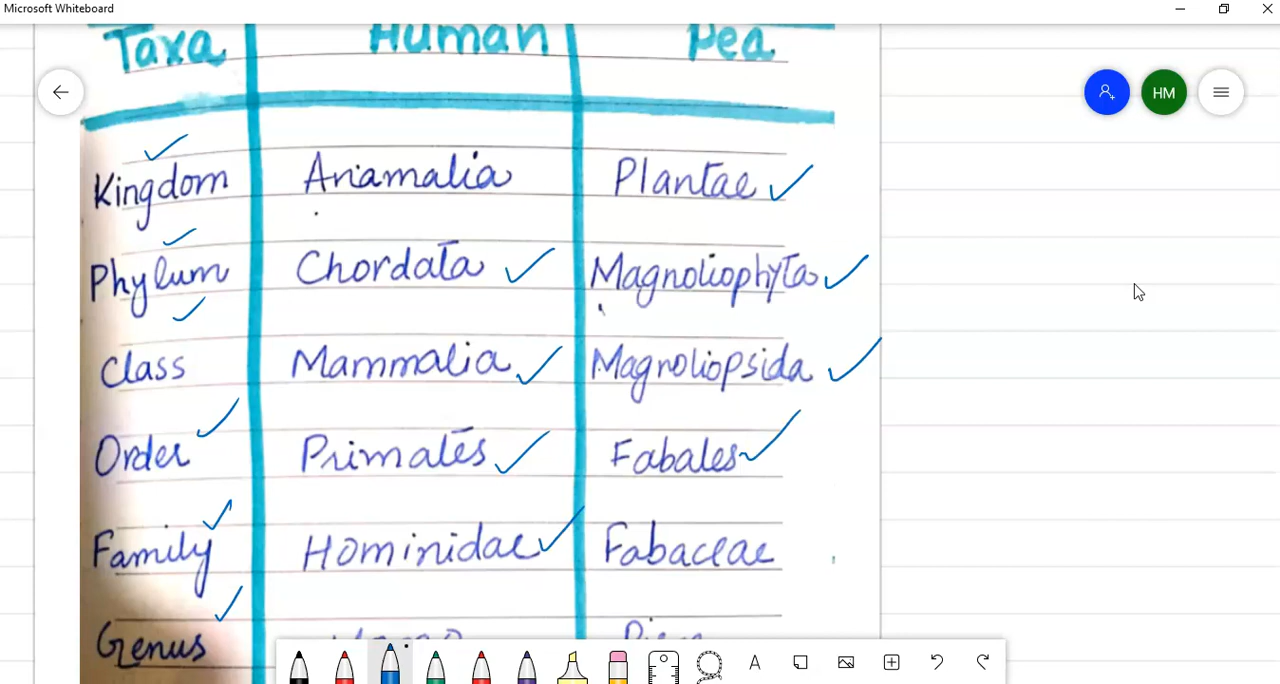 Microsoft Whiteboard
Taxa Human Pea
HM
Kingdom Animalia Plantae
Phylum Chordata Magnoliophyta
Class Mammalia Magnoliopsida
Order Primates Fabales
Family Hominidae Fabaceae
Genus
A